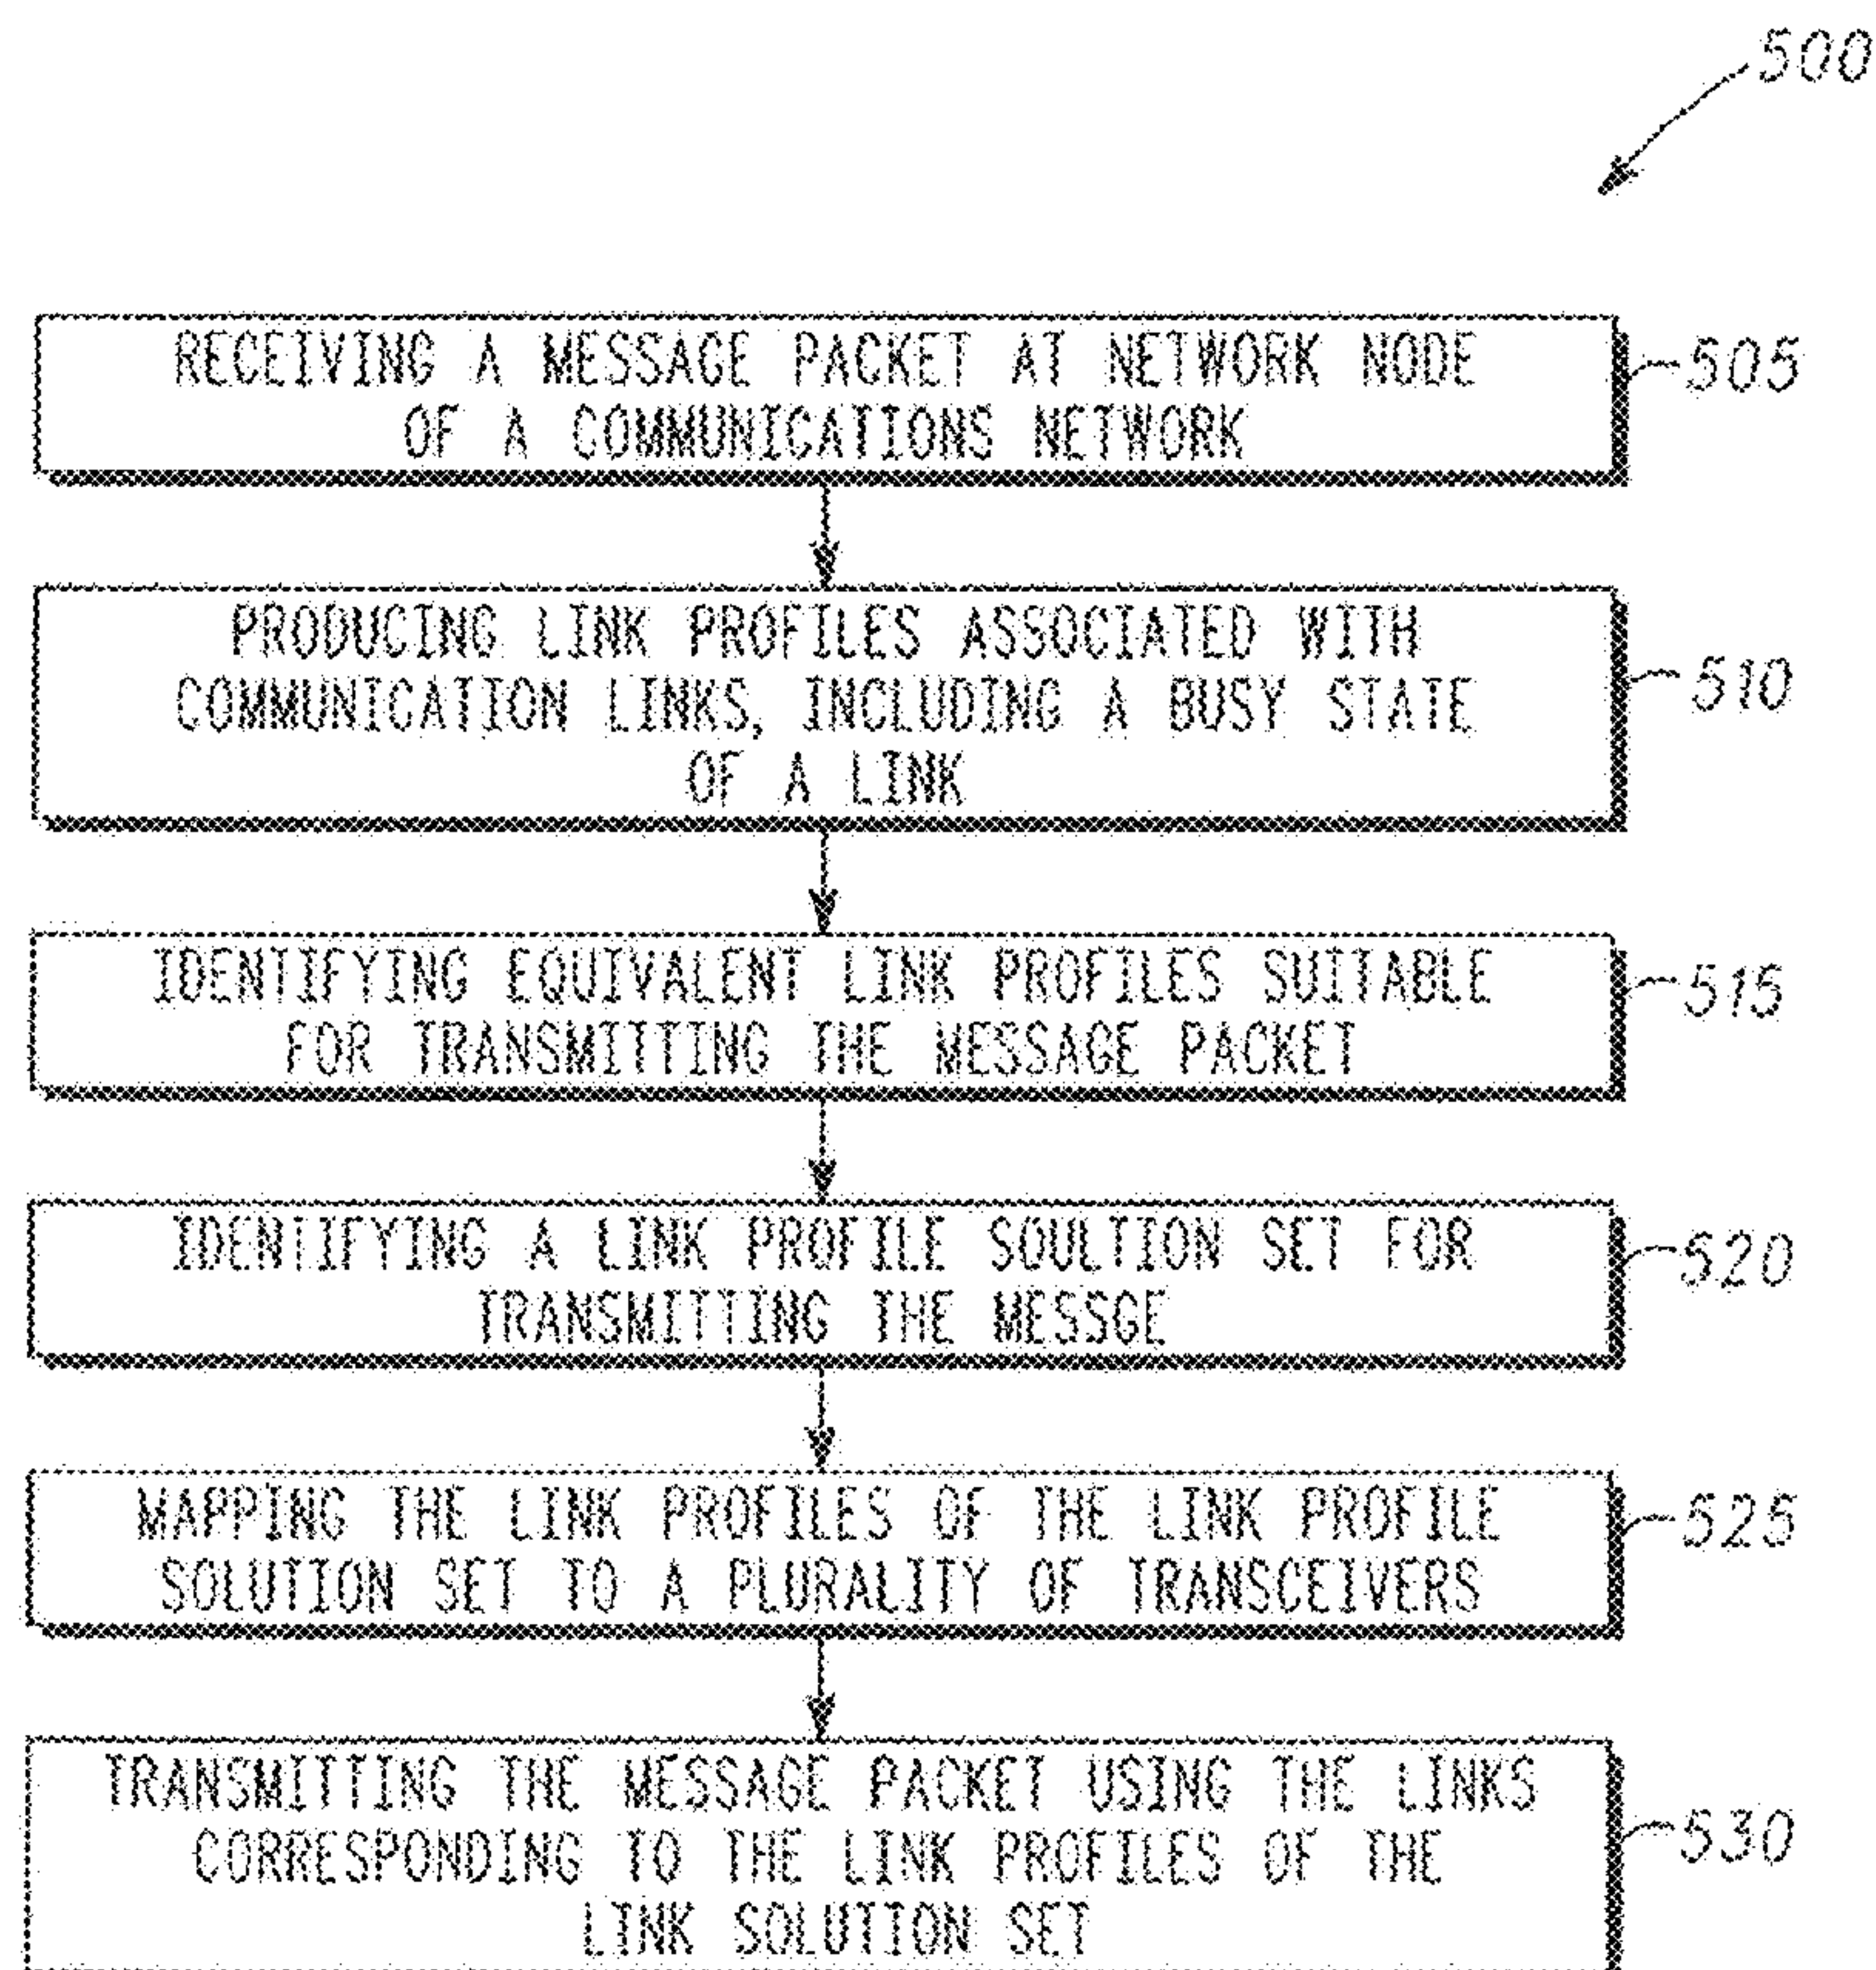 500
RECEIVING A MESSAGE PACKET AT NETWORK NODE
OF A COMMUNICATIONS NETWORK
505
PRODUCING LINK PROFILES ASSOCIATED WITH
COMMUNICATION LINKS, INCLUDING A BUSY STATE
OF A LINK
510
IDENTIFYING EQUIVALENT LINK PROFILES SUITABLE
FOR TRANSMITTING THE MESSAGE PACKET
515
IDENTIFYING A LINK PROFILE SOULTION SET FOR
TRANSMITTING THE MESSGE
520
MAPPING THE LINK PROFILES OF THE LINK PROFILE
SOLUTION SET TO A PLURALITY OF TRANSCEIVERS
525
TRANSMITTING THE MESSAGE PACKET USING THE LINKS
CORRESPONDING TO THE LINK PROFILES OF THE
LINK SOLUTION SET
530